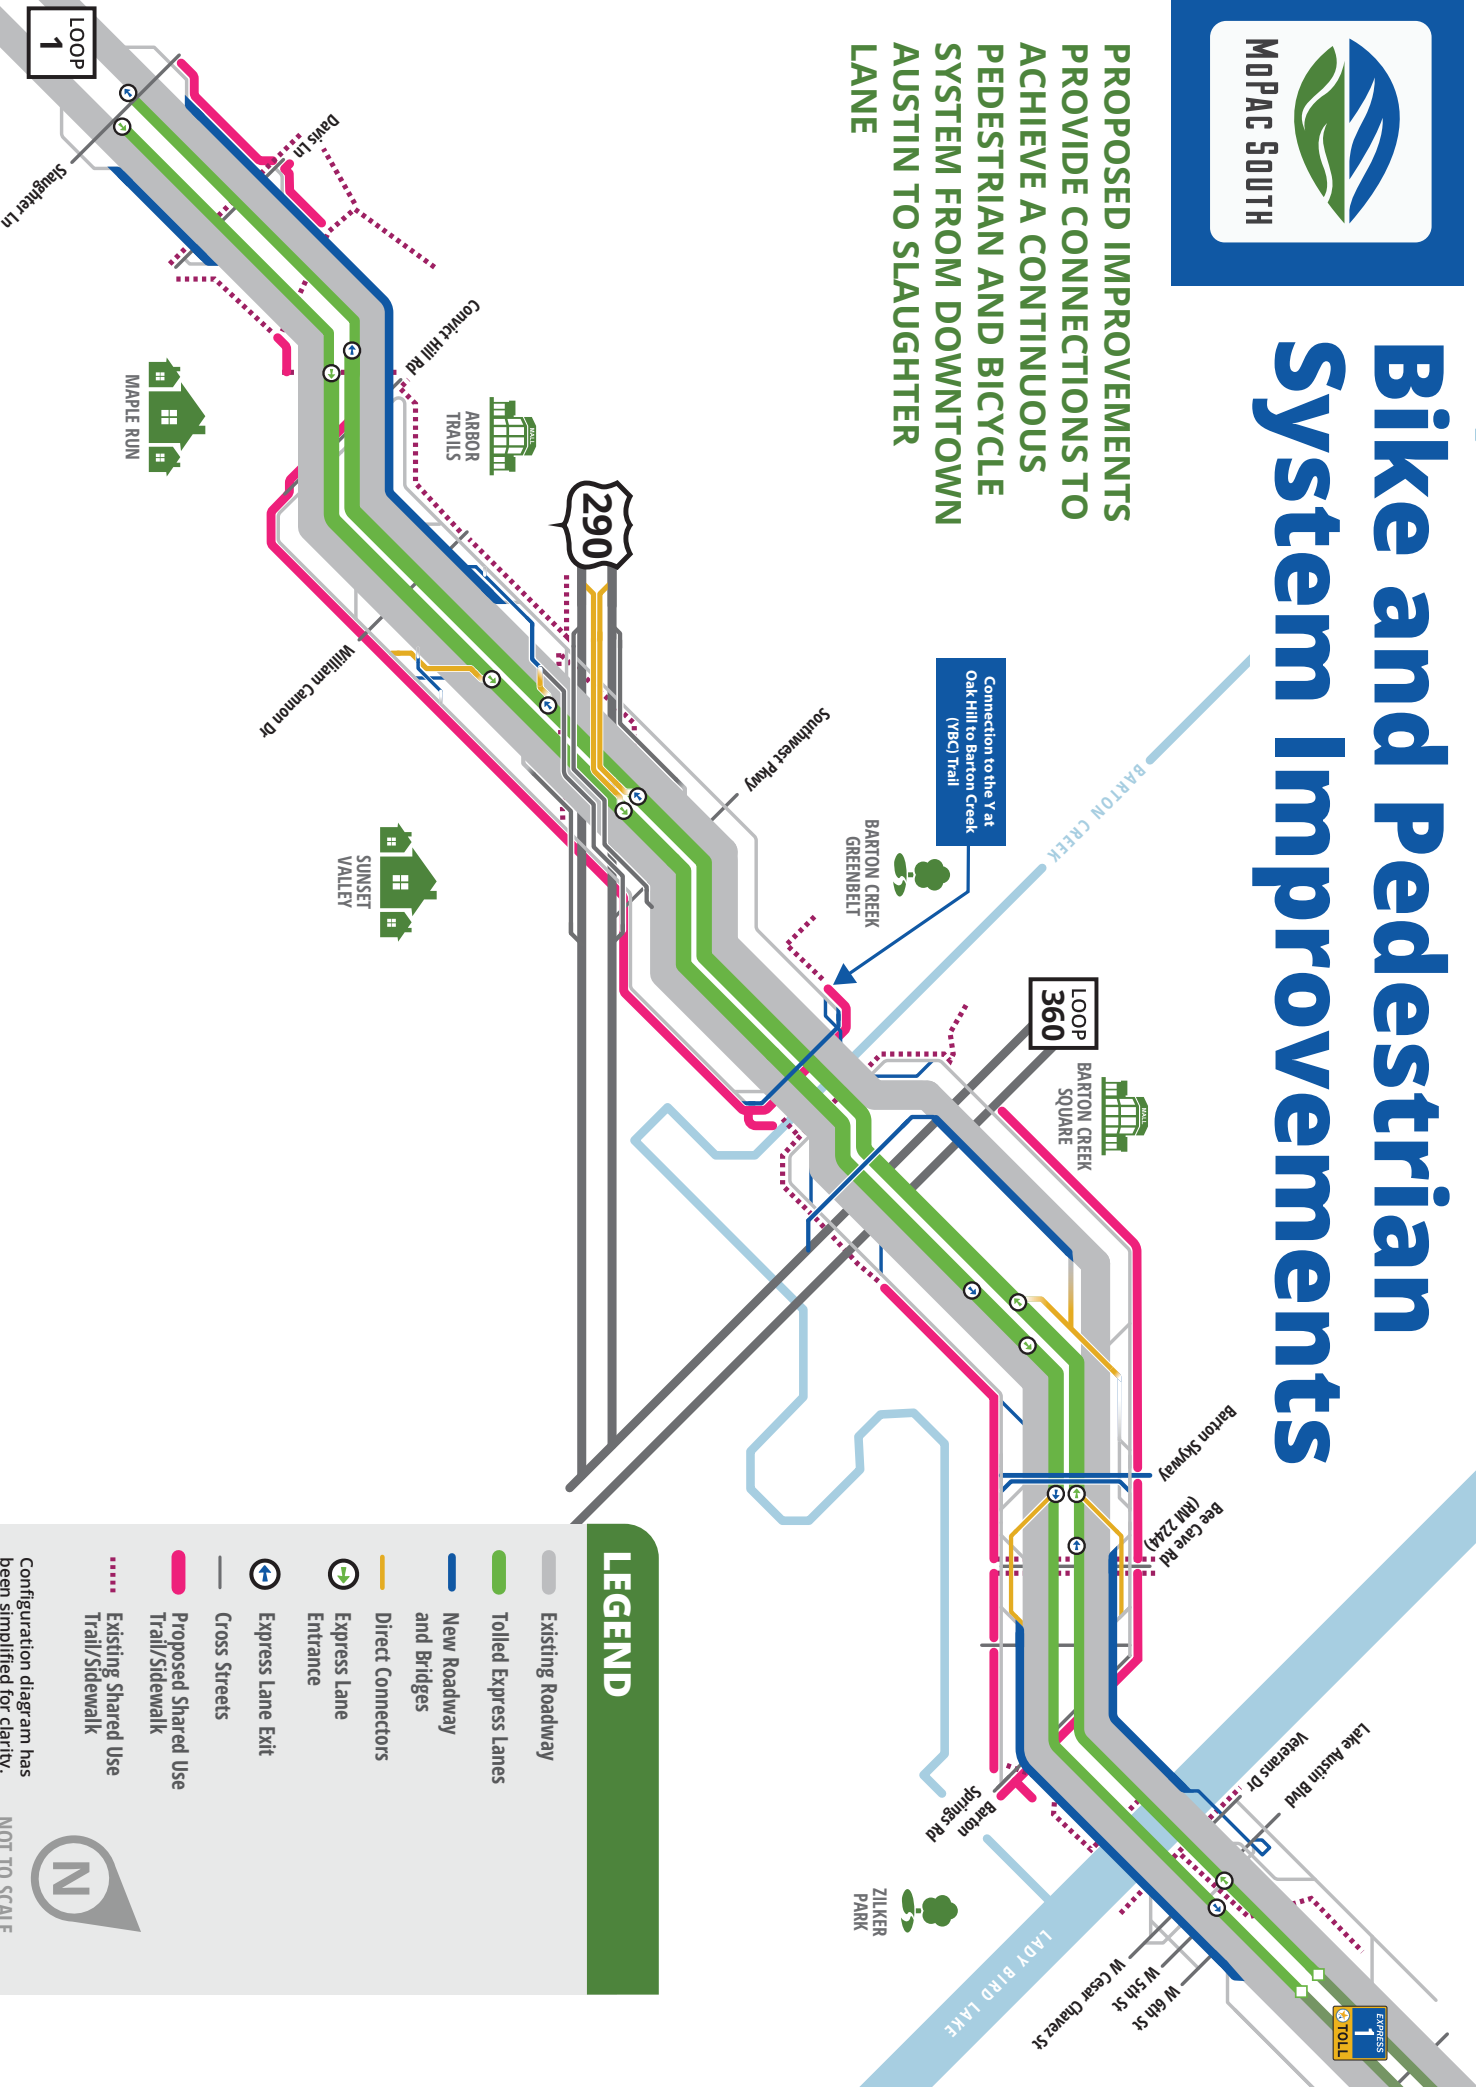 MOPAC SOUTH
Bike and Pedestrian
System Improvements
PROPOSED IMPROVEMENTS
PROVIDE CONNECTIONS TO
ACHIEVE A CONTINUOUS
PEDESTRIAN AND BICYCLE
SYSTEM FROM DOWNTOWN
AUSTIN TO SLAUGHTER
LANE
LOOP
1
Slaughter Ln
Davis Ln
Convict Hill Rd
MAPLE RUN
MALL
ARBOR
TRAILS
290
William Cannon Dr
Southwest Pkwy
SUNSET
VALLEY
Connection to the Y at
Oak Hill to Barton Creek
(YBC) Trail
BARTON CREEK
GREENBELT
BARTON CREEK
LOOP
360
MALL
BARTON CREEK
SQUARE
Barton Skyway
Bee Cave Rd
(RM 2244)
Barton
Springs Rd
ZILKER
PARK
Veterans Dr
Lake Austin Blvd
LADY BIRD LAKE
W Cesar Chavez St
W 5th St
W 6th St
EXPRESS
1
TOLL
LEGEND
Existing Roadway
Tolled Express Lanes
New Roadway
and Bridges
Direct Connectors
Express Lane
Entrance
Express Lane Exit
Cross Streets
Proposed Shared Use
Trail/Sidewalk
Existing Shared Use
Trail/Sidewalk
Configuration diagram has
been simplified for clarity.
N
NOT TO SCALE